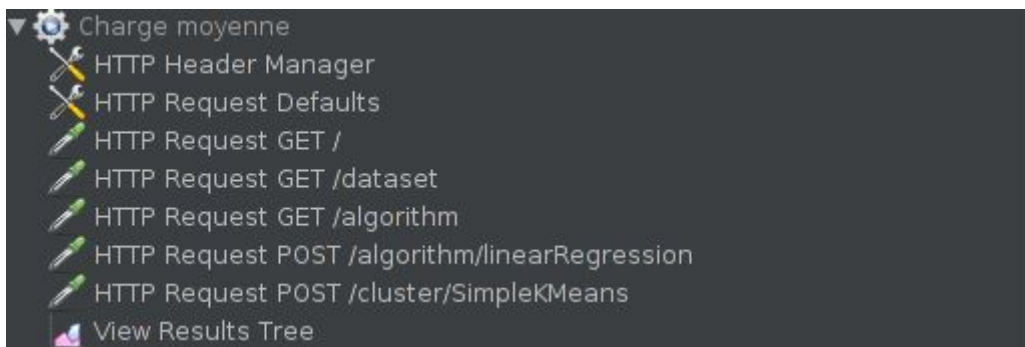 Charge moyenne
HTTP Header Manager
HTTP Request Defaults
HTTP Request GET /
HTTP Request GET /dataset
HTTP Request GET /algorithm
HTTP Request POST /algorithm/linearRegression
HTTP Request POST /cluster/SimpleKMeans
View Results Tree